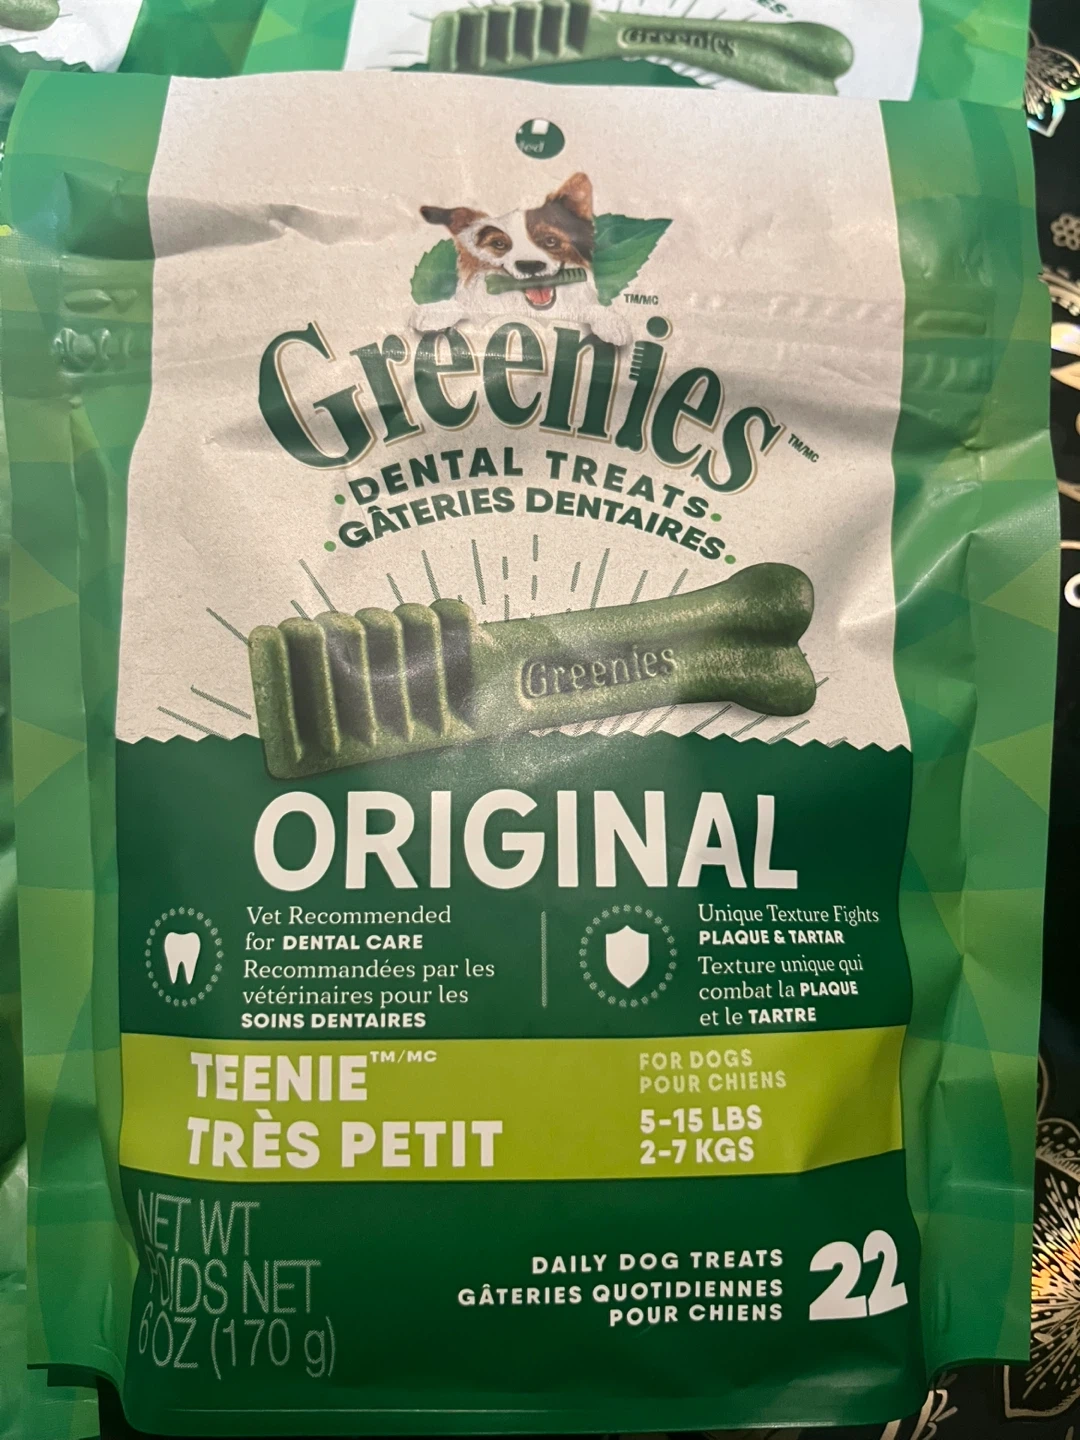 Greenies
TM/MC
Greenies TM/MC
DENTAL TREATS
GÂTERIES DENTAIRES
Greenies
ORIGINAL
Vet Recommended
for DENTAL CARE
Recommandées par les
vétérinaires pour les
SOINS DENTAIRES
Unique Texture Fights
PLAQUE & TARTAR
Texture unique qui
combat la PLAQUE
et le TARTRE
TEENIE TM/MC
TRÈS PETIT
FOR DOGS
POUR CHIENS
5-15 LBS
2-7 KGS
NET WT
POIDS NET
6 OZ (170 g)
DAILY DOG TREATS
GÂTERIES QUOTIDIENNES
POUR CHIENS
22